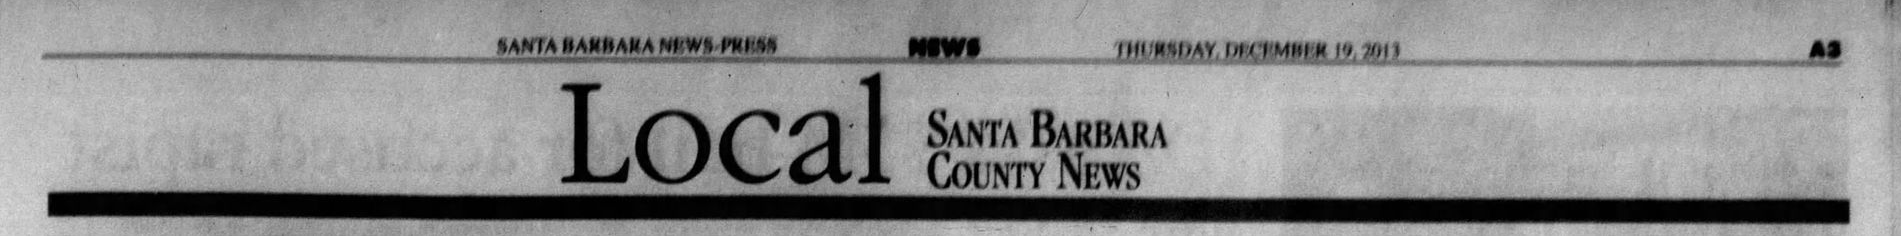 SANTA BARBARA NEWS-PRESS NEWS THURSDAY, DECEMBER 19, 2013 A3
Local
SANTA BARBARA
COUNTY NEWS